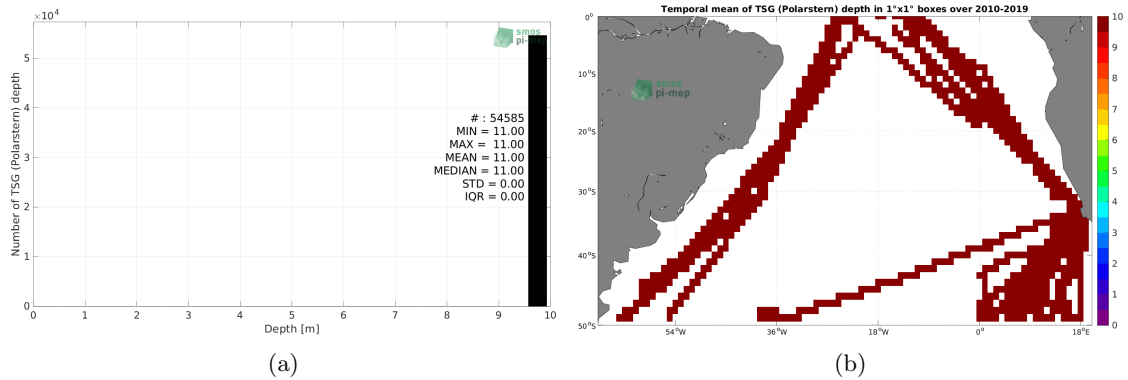 ×10⁴
5
4
3
2
1
0
Number of TSG (Polarstern) depth
smos
pi-mep
# : 54585
MIN = 11.00
MAX = 11.00
MEAN = 11.00
MEDIAN = 11.00
STD = 0.00
IQR = 0.00
0 1 2 3 4 5 6 7 8 9 10
Depth [m]
(a)
Temporal mean of TSG (Polarstern) depth in 1°x1° boxes over 2010-2019
0°
10°S
20°S
30°S
40°S
50°S
smos
pi-mep
54°W 36°W 18°W 0° 18°E
10
9
8
7
6
5
4
3
2
1
0
(b)